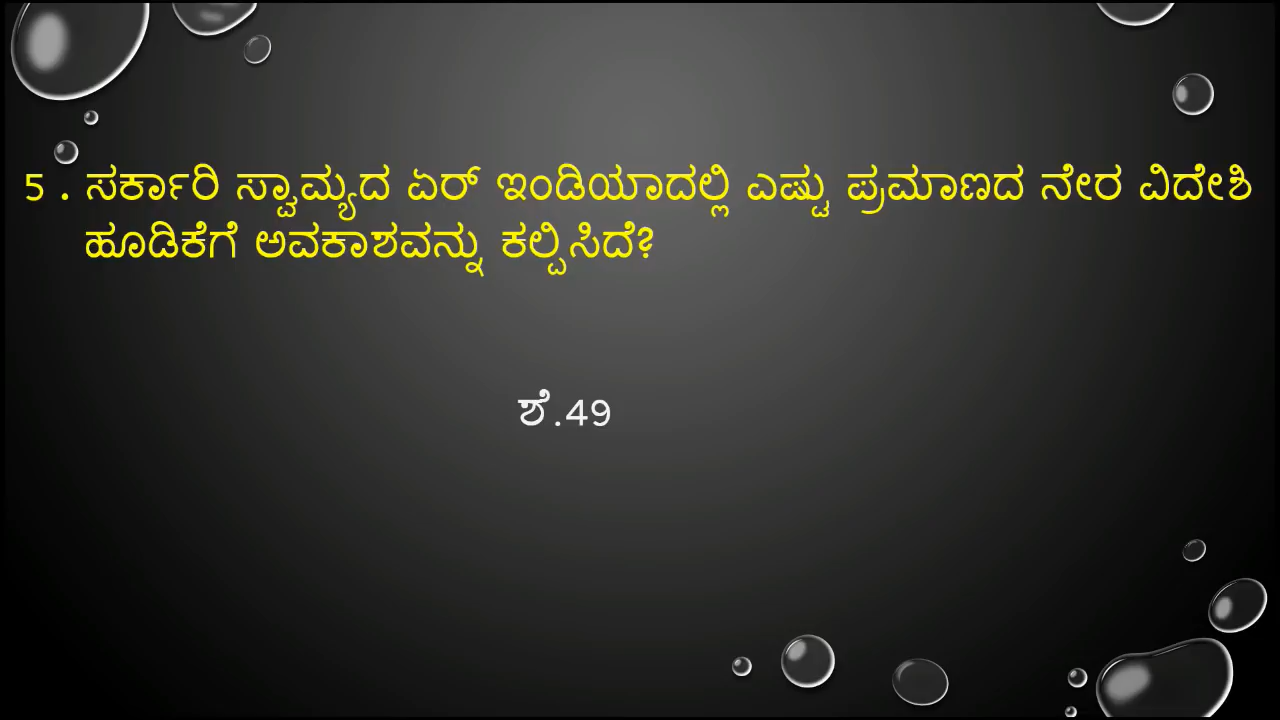 5 . ಸರ್ಕಾರಿ ಸ್ವಾಮ್ಯದ ಏರ್ ಇಂಡಿಯಾದಲ್ಲಿ ಎಷ್ಟು ಪ್ರಮಾಣದ ನೇರ ವಿದೇಶಿ
ಹೂಡಿಕೆಗೆ ಅವಕಾಶವನ್ನು ಕಲ್ಪಿಸಿದೆ?
ಶೆ.49